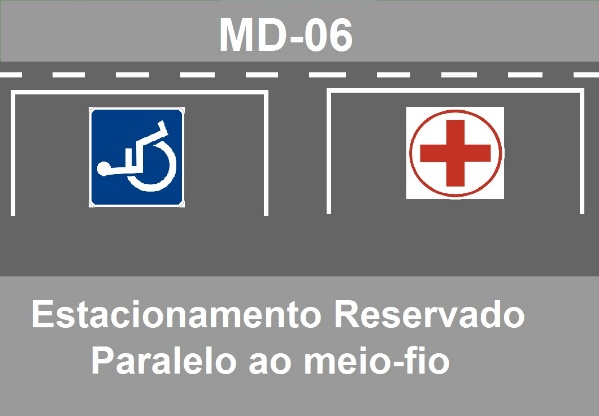 MD-06
Estacionamento Reservado
Paralelo ao meio-fio